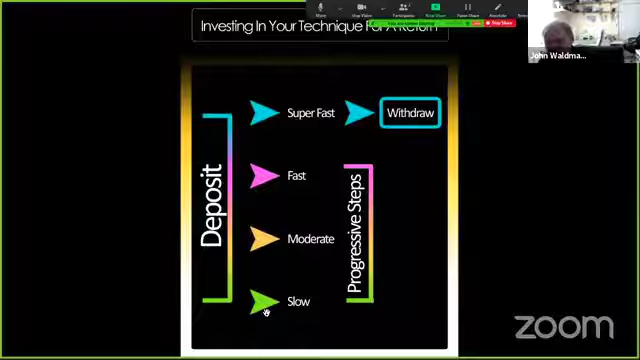 Investing In Your Technique For A Return
John Waldma...
Super Fast
Withdraw
Deposit
Fast
Progressive Steps
Moderate
Slow
zoom